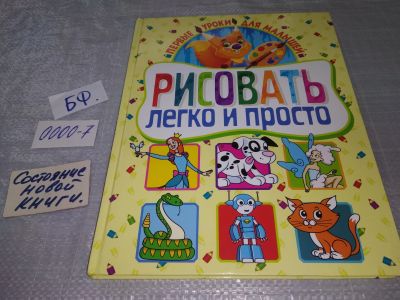 ПЕРВЫЕ УРОКИ ДЛЯ МАЛЫШЕЙ
РИСОВАТЬ
ЛЕГКО И ПРОСТО
БФ.
0000-7
Состояние
новой
книги.